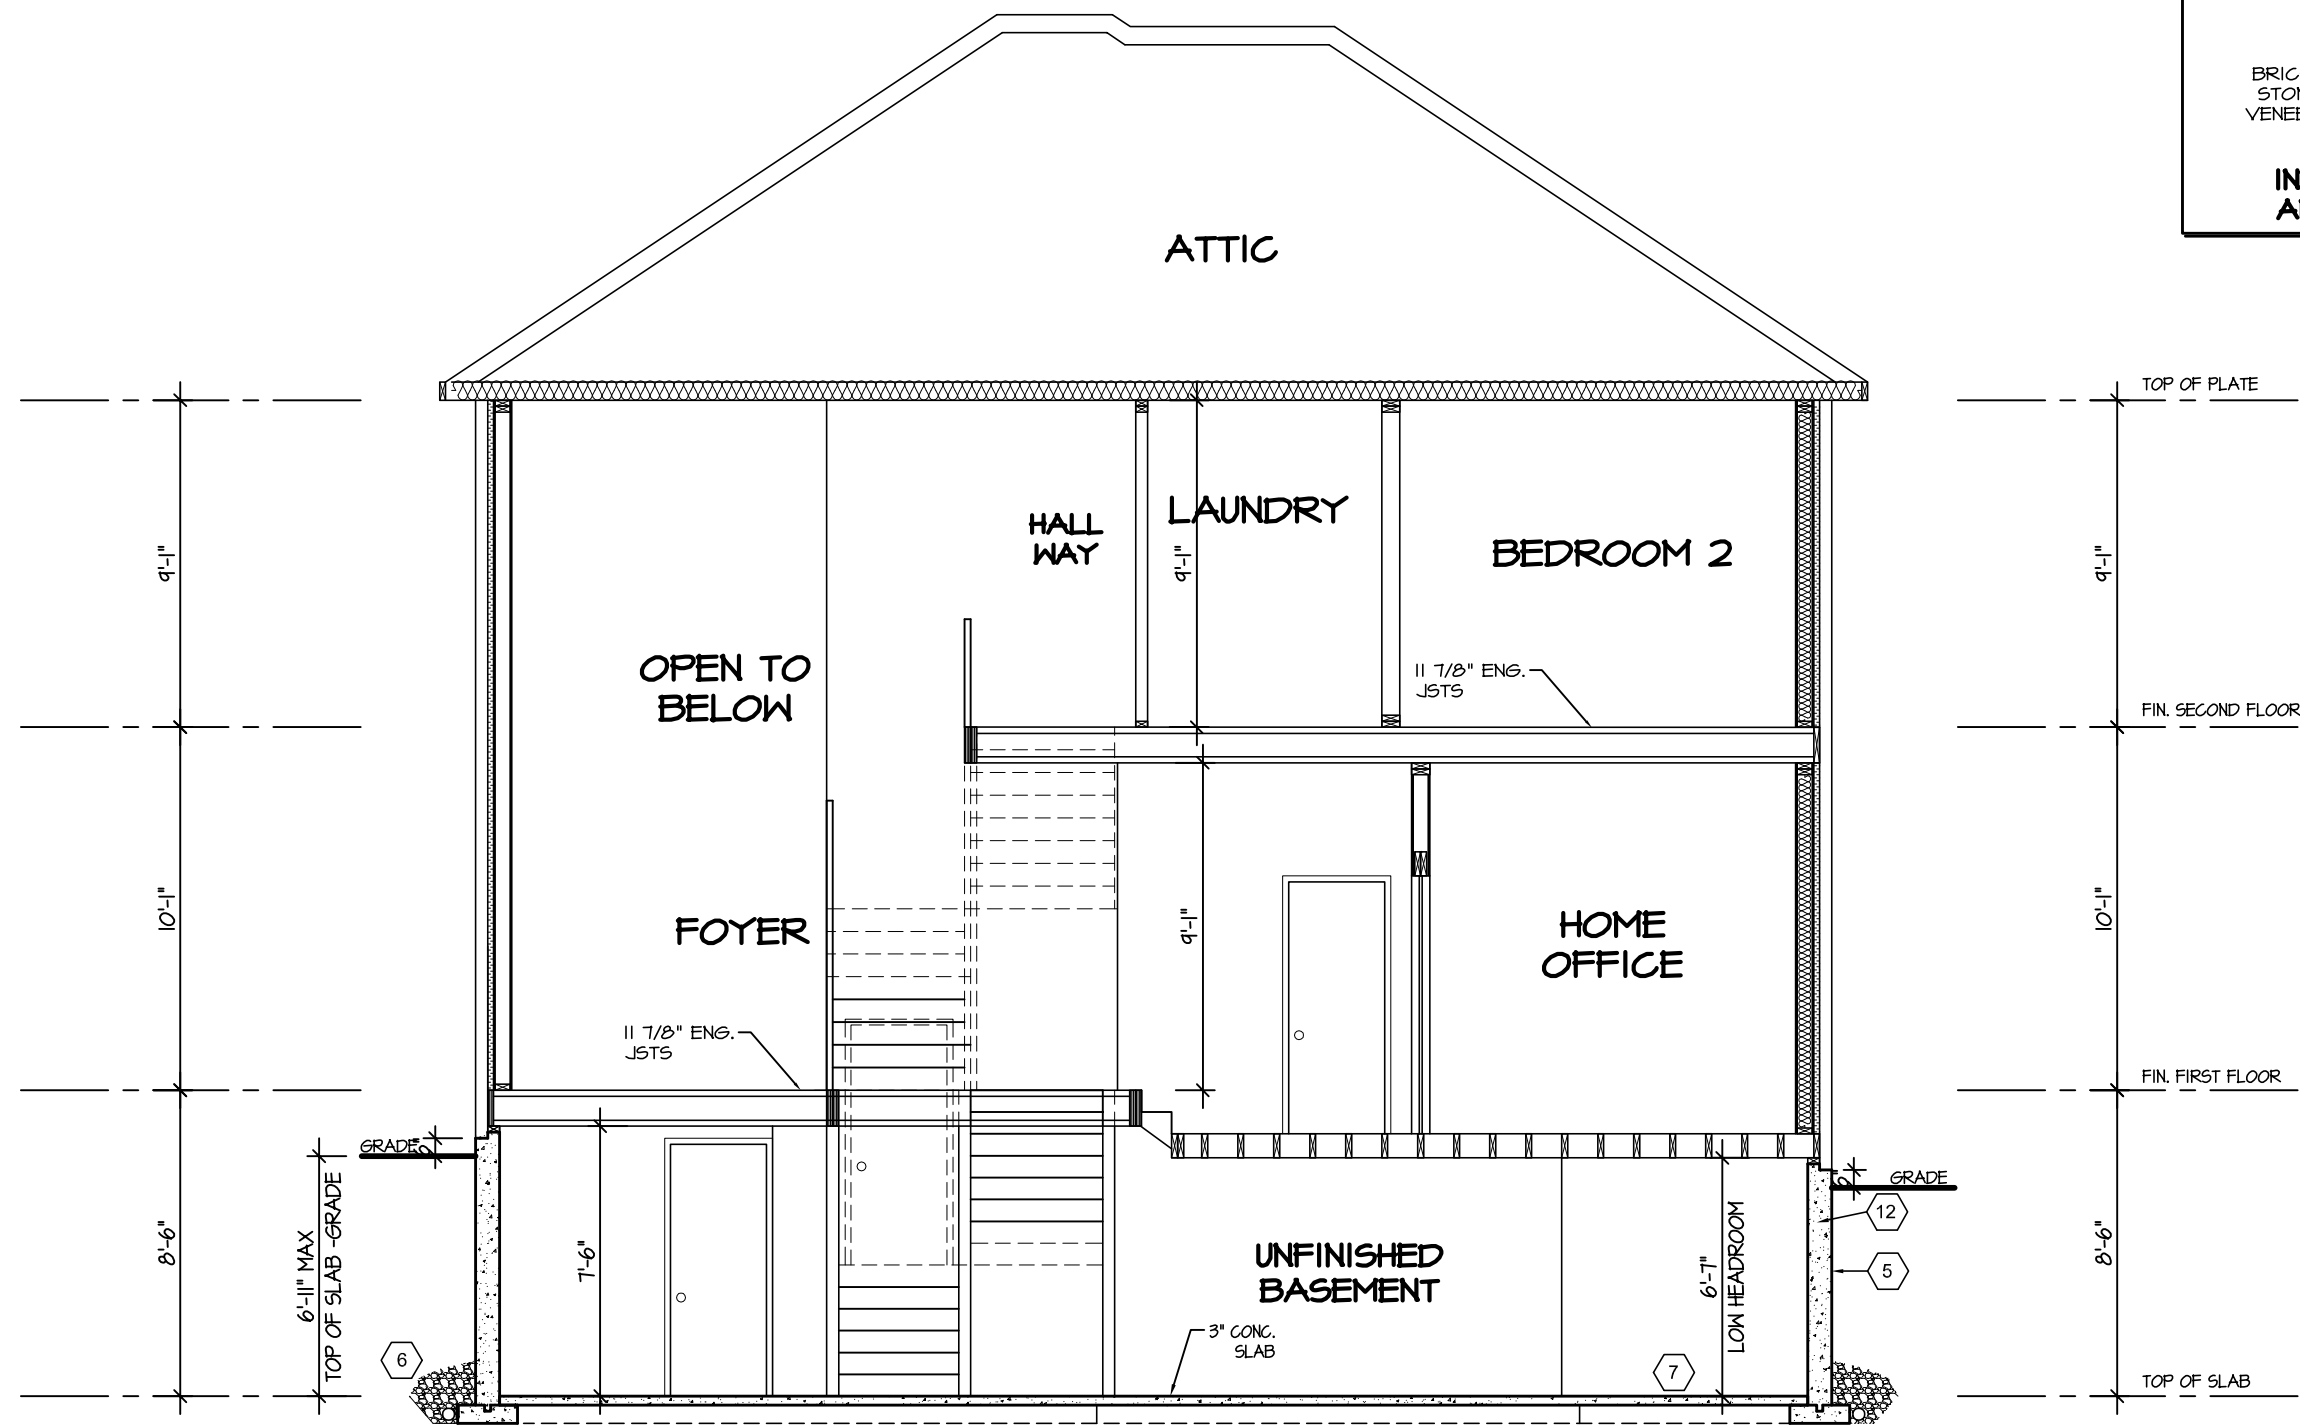 BRIC
STON
VENEE
IN
A
ATTIC
TOP OF PLATE
HALL
WAY
LAUNDRY
BEDROOM 2
9'-1"
9'-1"
9'-1"
OPEN TO
BELOW
11 7/8" ENG.
JSTS
FIN. SECOND FLOOR
10'-1"
FOYER
9'-1"
HOME
OFFICE
10'-1"
11 7/8" ENG.
JSTS
FIN. FIRST FLOOR
GRADE
GRADE
8'-6"
6'-11" MAX
TOP OF SLAB -GRADE
7'-6"
UNFINISHED
BASEMENT
6'-7"
LOW HEADROOM
12
5
8'-6"
3" CONC.
SLAB
6
7
TOP OF SLAB